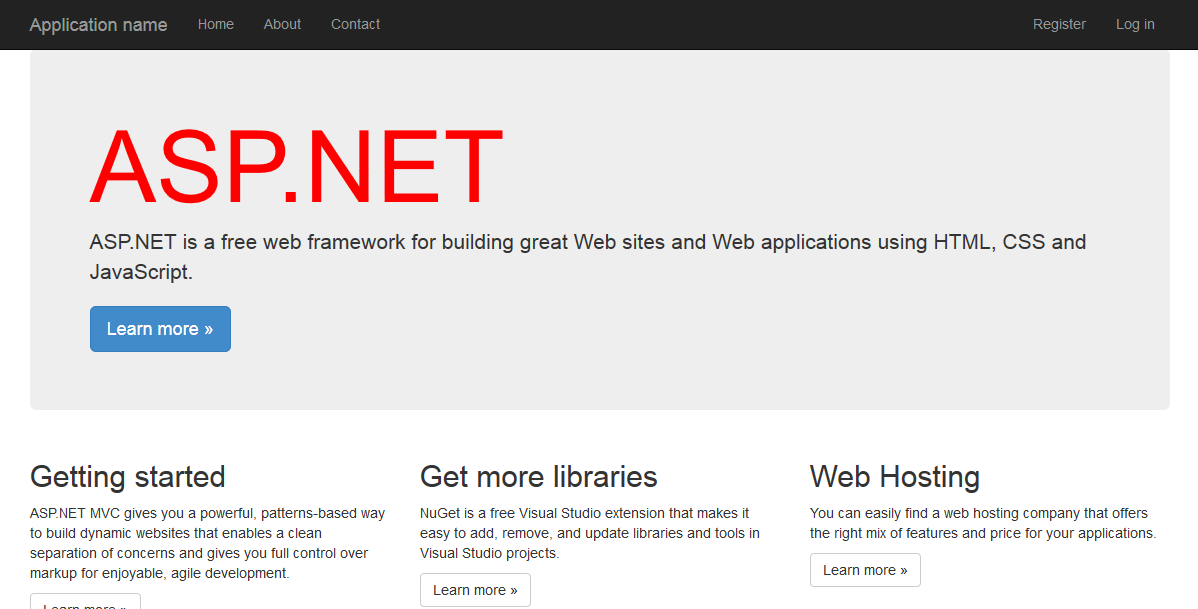 Application name Home About Contact Register Log in
ASP.NET
ASP.NET is a free web framework for building great Web sites and Web applications using HTML, CSS and
JavaScript.
Learn more »
Getting started
ASP.NET MVC gives you a powerful, patterns-based way
to build dynamic websites that enables a clean
separation of concerns and gives you full control over
markup for enjoyable, agile development.
Learn more »
Get more libraries
NuGet is a free Visual Studio extension that makes it
easy to add, remove, and update libraries and tools in
Visual Studio projects.
Learn more »
Web Hosting
You can easily find a web hosting company that offers
the right mix of features and price for your applications.
Learn more »